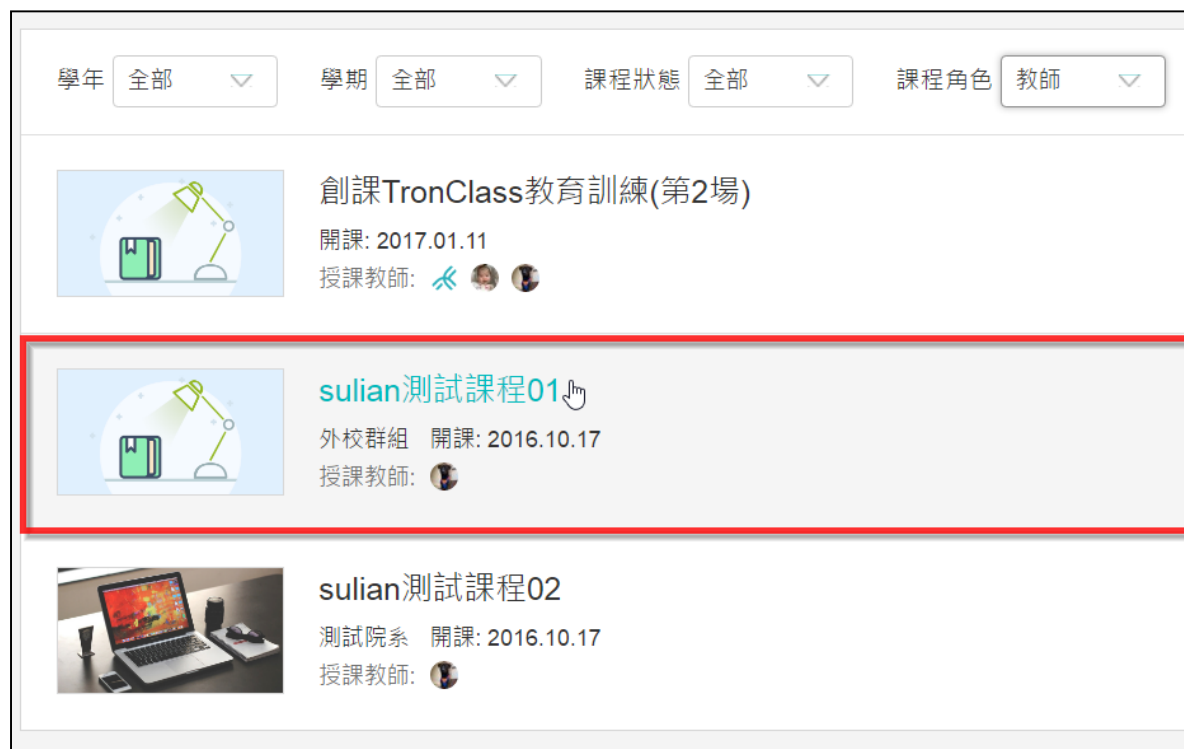 學年 全部 學期 全部 課程狀態 全部 課程角色 教師
創課TronClass教育訓練(第2場)
開課: 2017.01.11
授課教師:
sulian測試課程01
外校群組 開課: 2016.10.17
授課教師:
sulian測試課程02
測試院系 開課: 2016.10.17
授課教師: